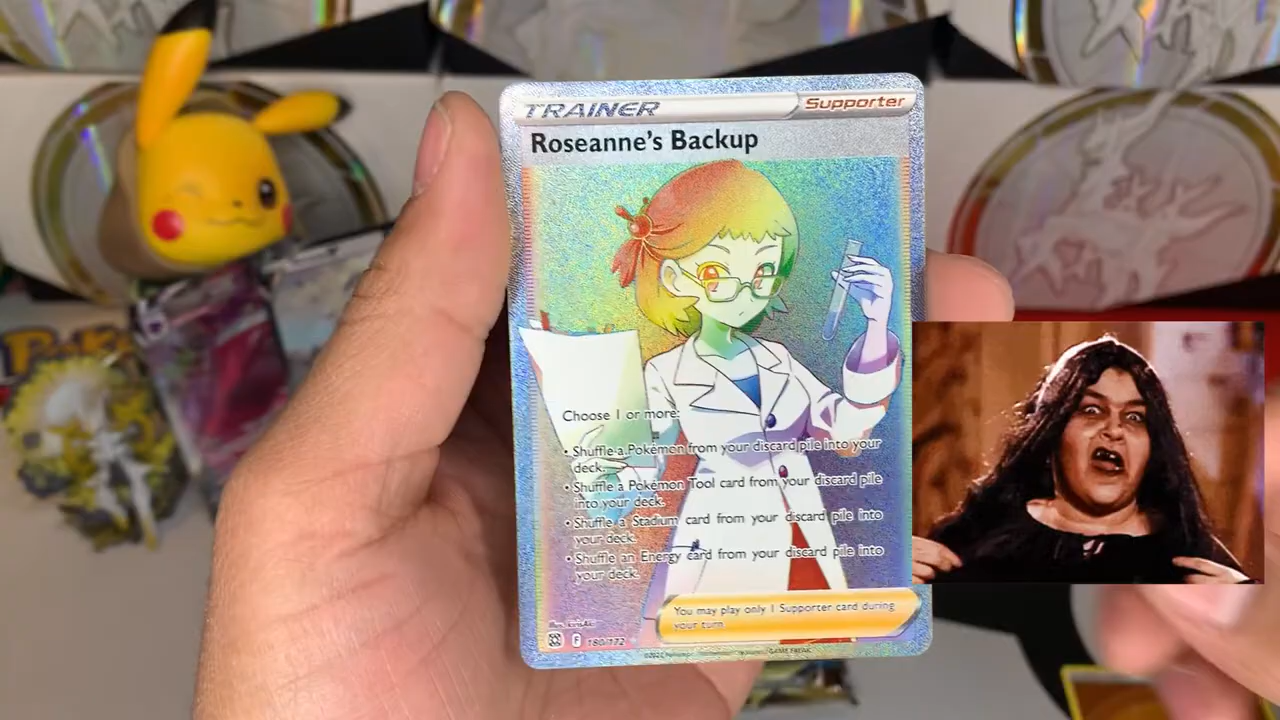 TRAINER
Supporter
Roseanne's Backup
Choose 1 or more:
• Shuffle a Pokémon from your discard pile into your
deck.
• Shuffle a Pokémon Tool card from your discard pile
into your deck.
• Shuffle a Stadium card from your discard pile into
your deck.
• Shuffle an Energy card from your discard pile into
your deck.
You may play only 1 Supporter card during
your turn.
F
180/172